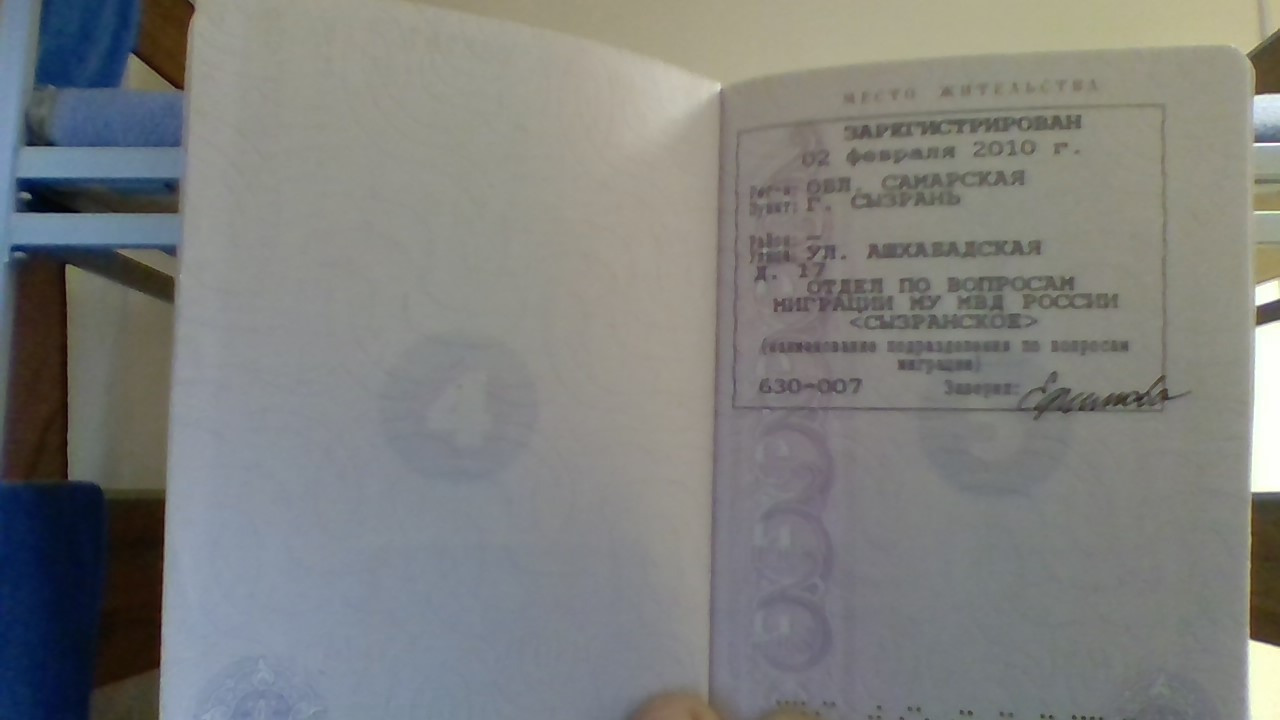 4
МЕСТО ЖИТЕЛЬСТВА
ЗАРЕГИСТРИРОВАН
02 февраля 2010 г.
Рег-н: ОБЛ. САМАРСКАЯ
Пункт: Г. СЫЗРАНЬ
Район: —
Улица: УЛ. АШХАБАДСКАЯ
Д. 17
ОТДЕЛ ПО ВОПРОСАМ
МИГРАЦИИ МУ МВД РОССИИ
<СЫЗРАНСКОЕ>
(наименование подразделения по вопросам
миграции)
630-007 Заверил: Ефимова
5